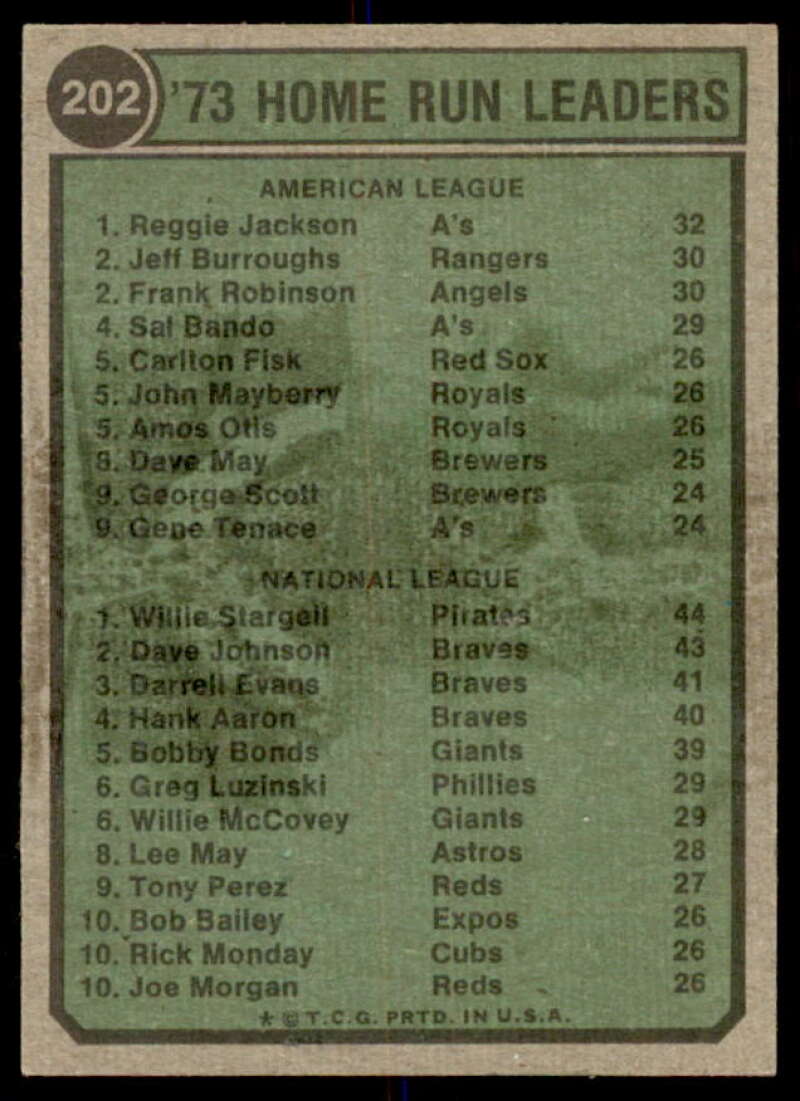 202 '73 HOME RUN LEADERS
AMERICAN LEAGUE
1. Reggie Jackson A's 32
2. Jeff Burroughs Rangers 30
2. Frank Robinson Angels 30
4. Sal Bando A's 29
5. Carlton Fisk Red Sox 26
5. John Mayberry Royals 26
5. Amos Otis Royals 26
8. Dave May Brewers 25
9. George Scott Brewers 24
9. Gene Tenace A's 24
NATIONAL LEAGUE
1. Willie Stargell Pirates 44
2. Dave Johnson Braves 43
3. Darrell Evans Braves 41
4. Hank Aaron Braves 40
5. Bobby Bonds Giants 39
6. Greg Luzinski Phillies 29
6. Willie McCovey Giants 29
8. Lee May Astros 28
9. Tony Perez Reds 27
10. Bob Bailey Expos 26
10. Rick Monday Cubs 26
10. Joe Morgan Reds 26
* © T.C.G. PRTD. IN U.S.A.